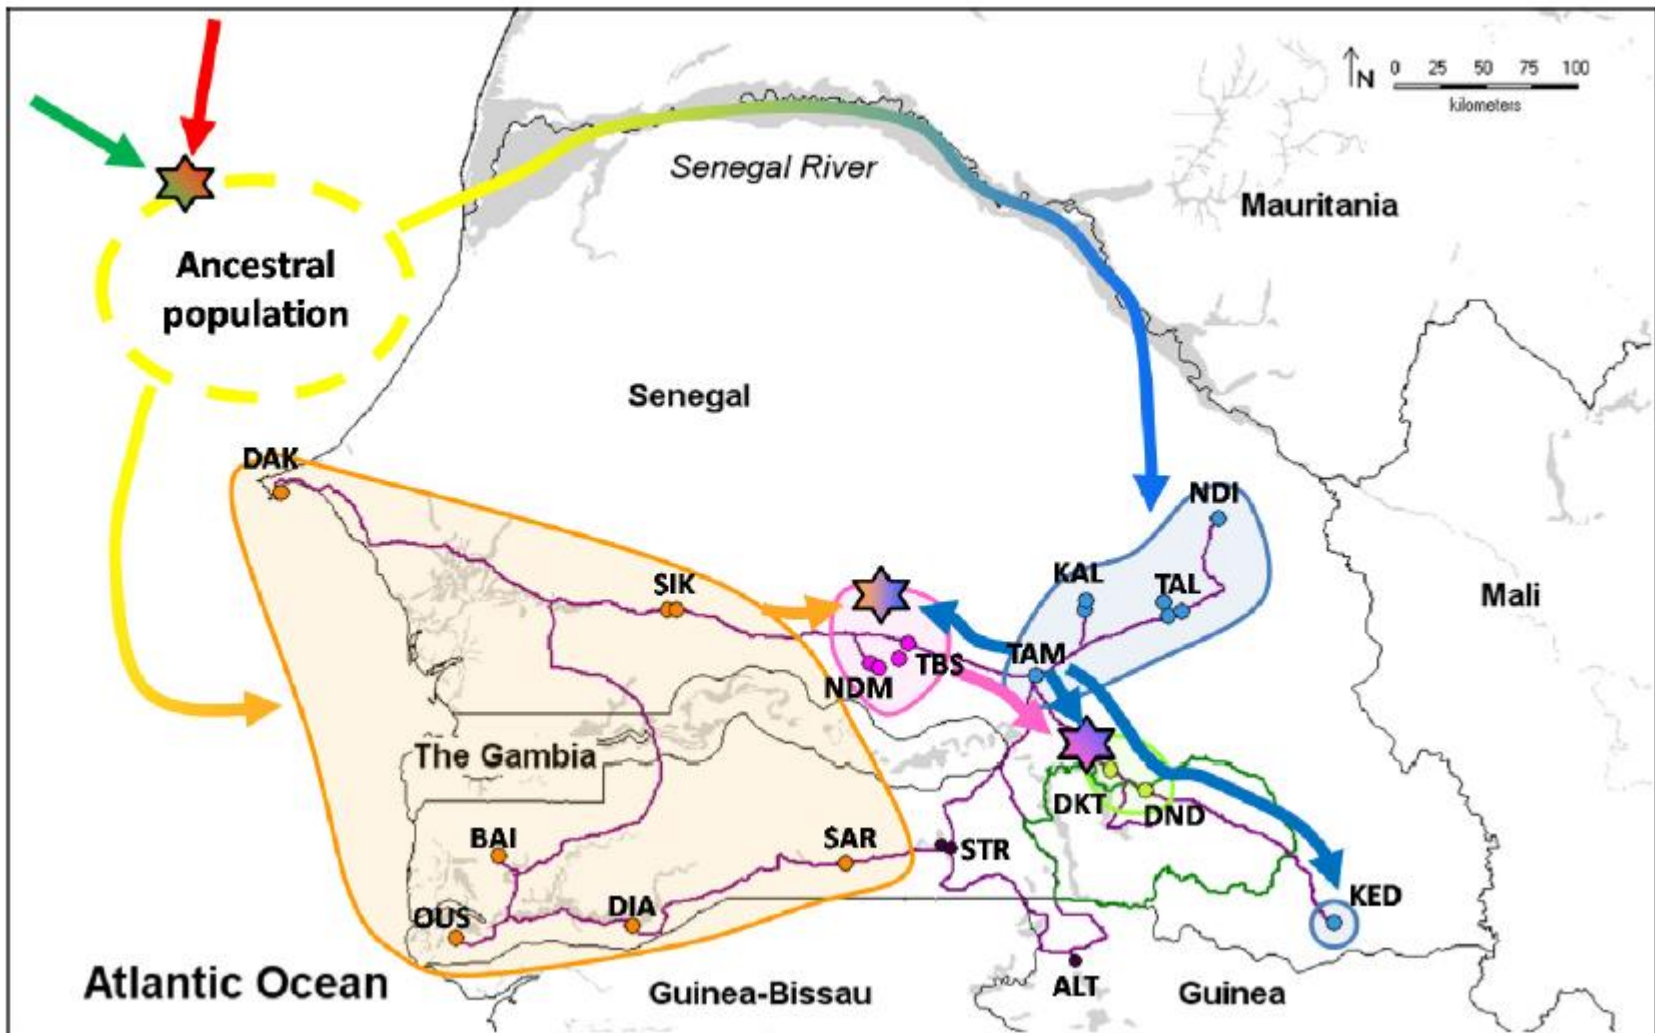 N
0 25 50 75 100
kilometers
Senegal River
Mauritania
Ancestral
population
Senegal
DAK
NDI
SIK
KAL
TAL
Mali
TAM
TBS
NDM
The Gambia
DKT
DND
BAI
SAR
STR
KED
OUS
DIA
Atlantic Ocean
Guinea-Bissau
ALT
Guinea